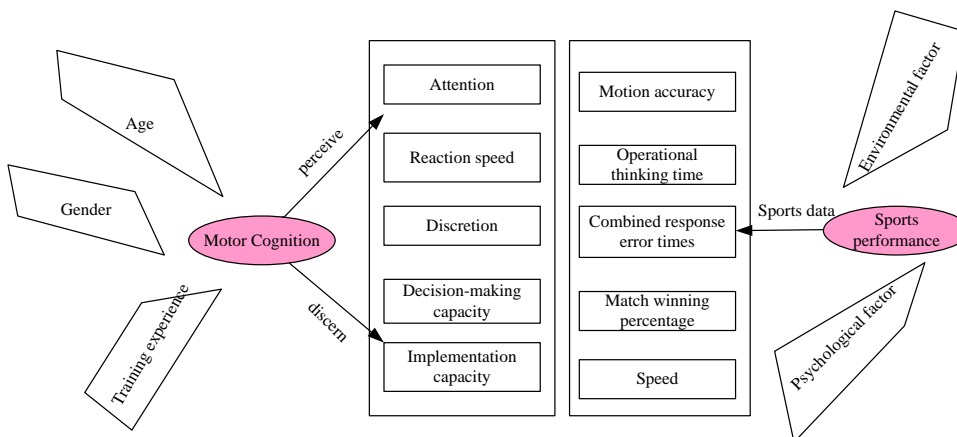 Age
Gender
Training experience
Motor Cognition
perceive
discern
Attention
Reaction speed
Discretion
Decision-making
capacity
Implementation
capacity
Motion accuracy
Operational
thinking time
Combined response
error times
Match winning
percentage
Speed
Sports data
Environmental factor
Sports
performance
Psychological factor